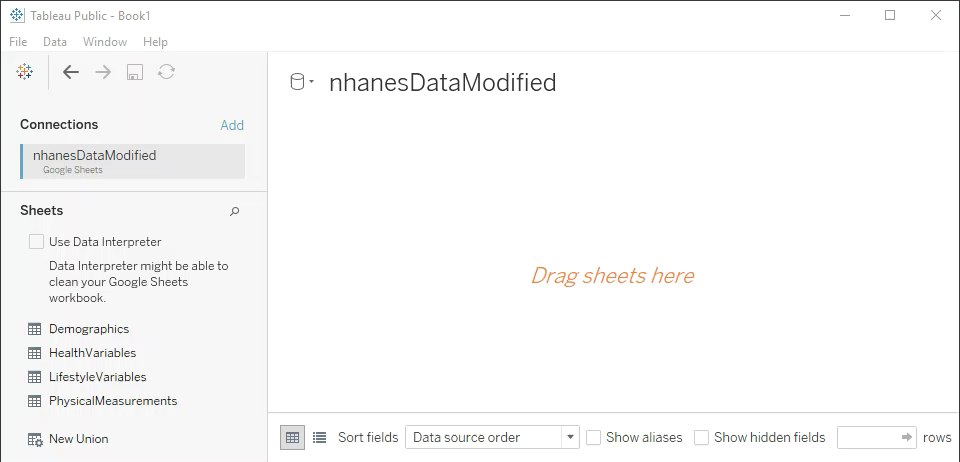 Tableau Public - Book1
File Data Window Help
nhanesDataModified
Connections Add
nhanesDataModified
Google Sheets
Sheets
Use Data Interpreter
Data Interpreter might be able to
clean your Google Sheets
workbook.
Demographics
HealthVariables
LifestyleVariables
PhysicalMeasurements
New Union
Drag sheets here
Sort fields Data source order Show aliases Show hidden fields rows